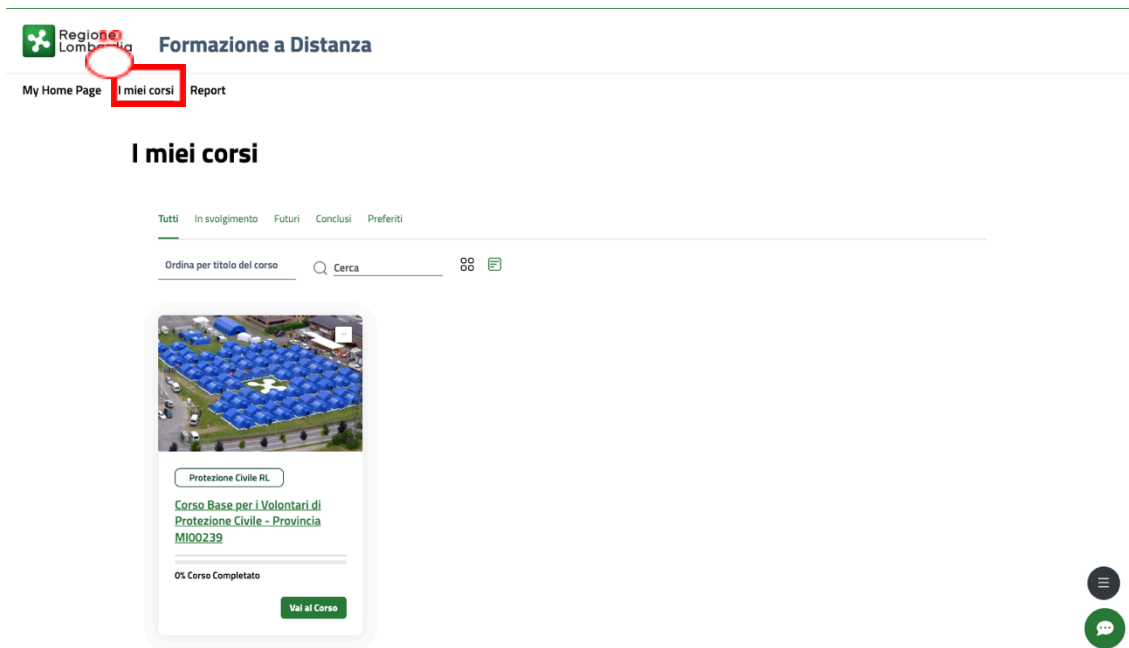 Regione
Lombardia
Formazione a Distanza
My Home Page
I miei corsi
Report
I miei corsi
Tutti
In svolgimento
Futuri
Conclusi
Preferiti
Ordina per titolo del corso
Cerca
Protezione Civile RL
Corso Base per i Volontari di
Protezione Civile - Provincia
MI00239
0% Corso Completato
Vai al Corso